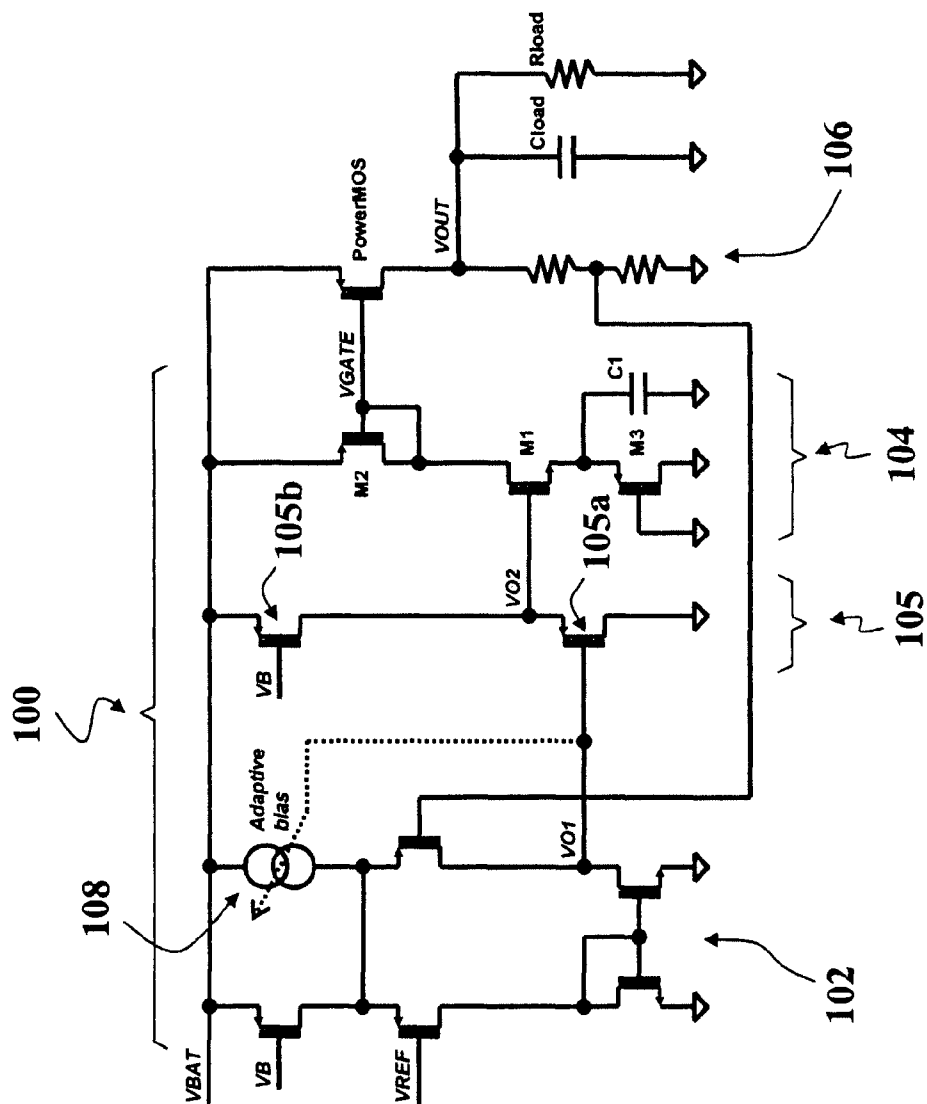 100
VBAT
108
Adaptive
bias
VB
VB
105b
VREF
VO1
VO2
105a
M2
VGATE
PowerMOS
M1
M3
C1
VOUT
Cload
Rload
102
105
104
106